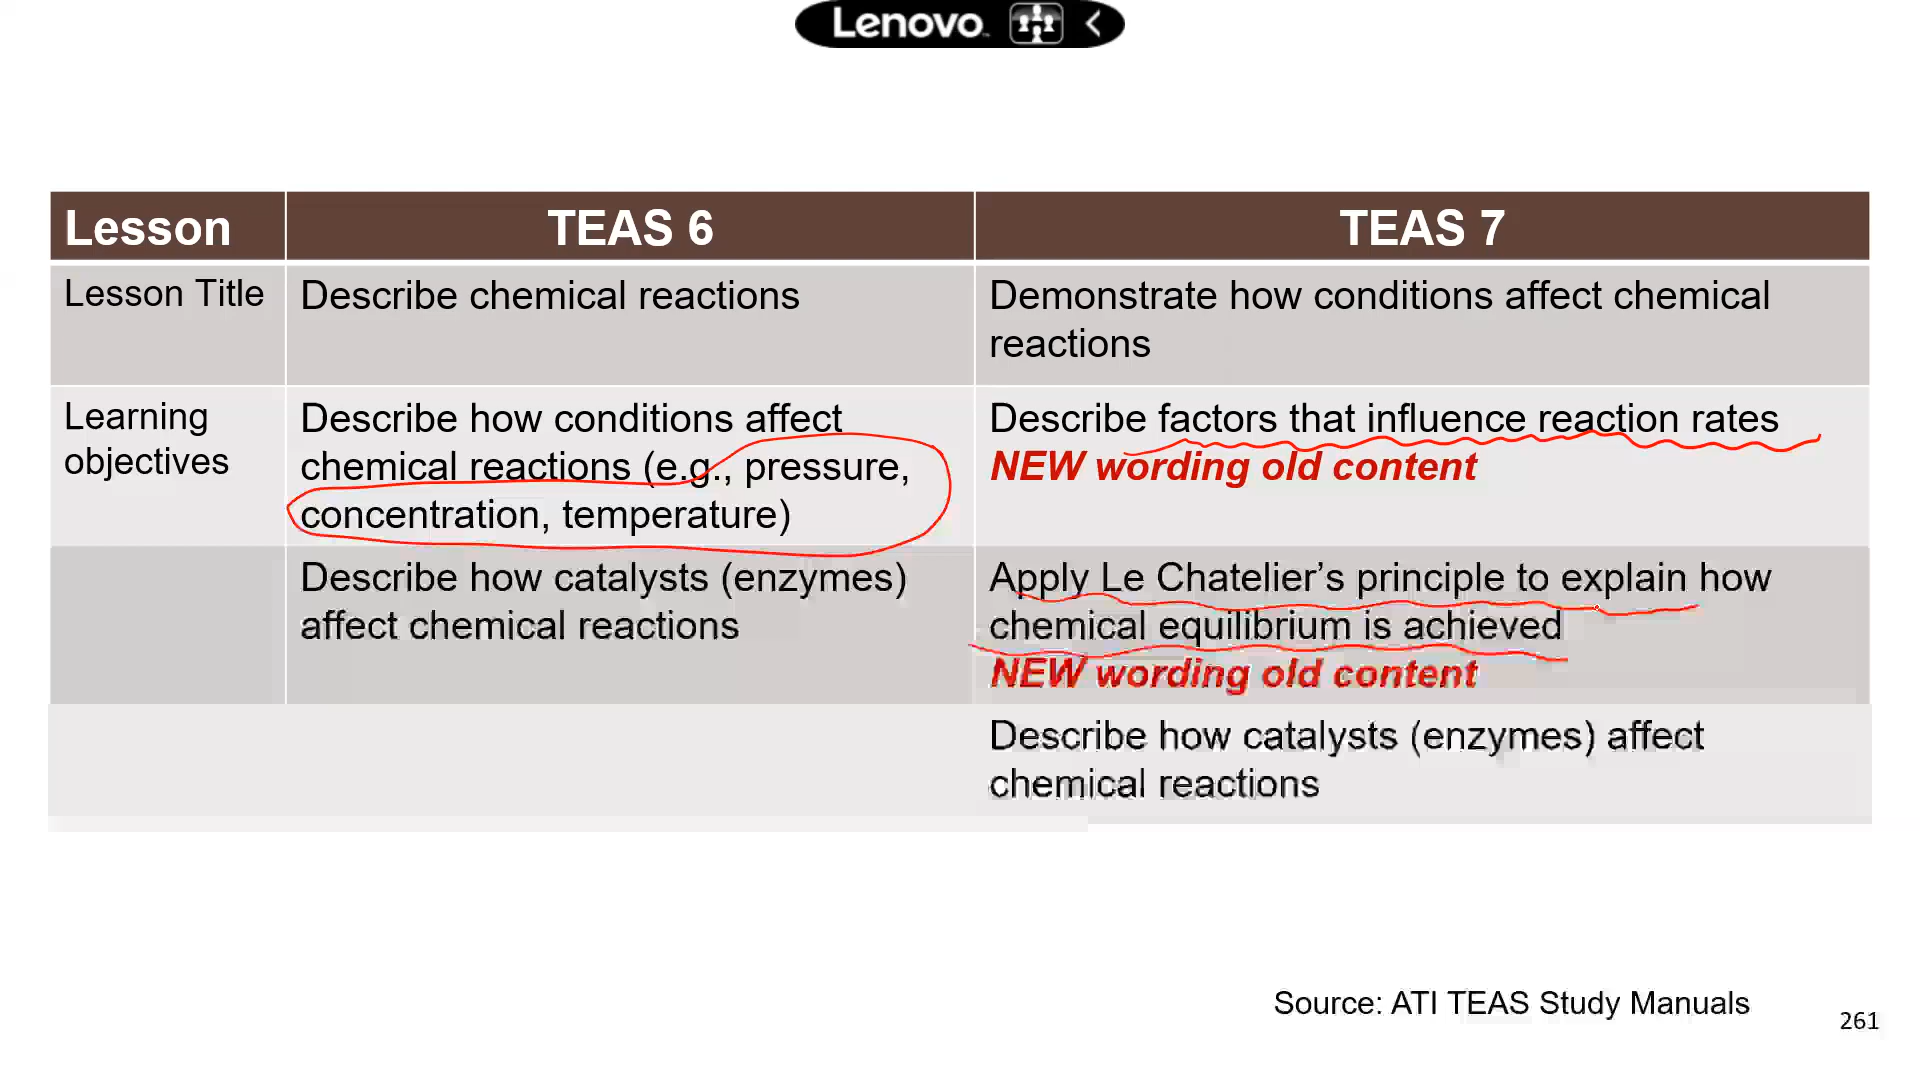 Lenovo
Lesson
TEAS 6
TEAS 7
Lesson Title
Describe chemical reactions
Demonstrate how conditions affect chemical
reactions
Learning
objectives
Describe how conditions affect
chemical reactions (e.g., pressure,
concentration, temperature)
Describe factors that influence reaction rates
NEW wording old content
Describe how catalysts (enzymes)
affect chemical reactions
Apply Le Chatelier’s principle to explain how
chemical equilibrium is achieved
NEW wording old content
Describe how catalysts (enzymes) affect
chemical reactions
Source: ATI TEAS Study Manuals
261